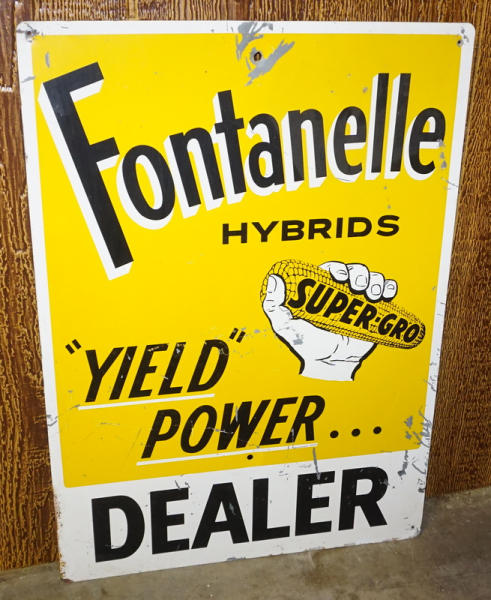 Fontanelle
HYBRIDS
SUPER-GRO
"YIELD"
POWER...
DEALER